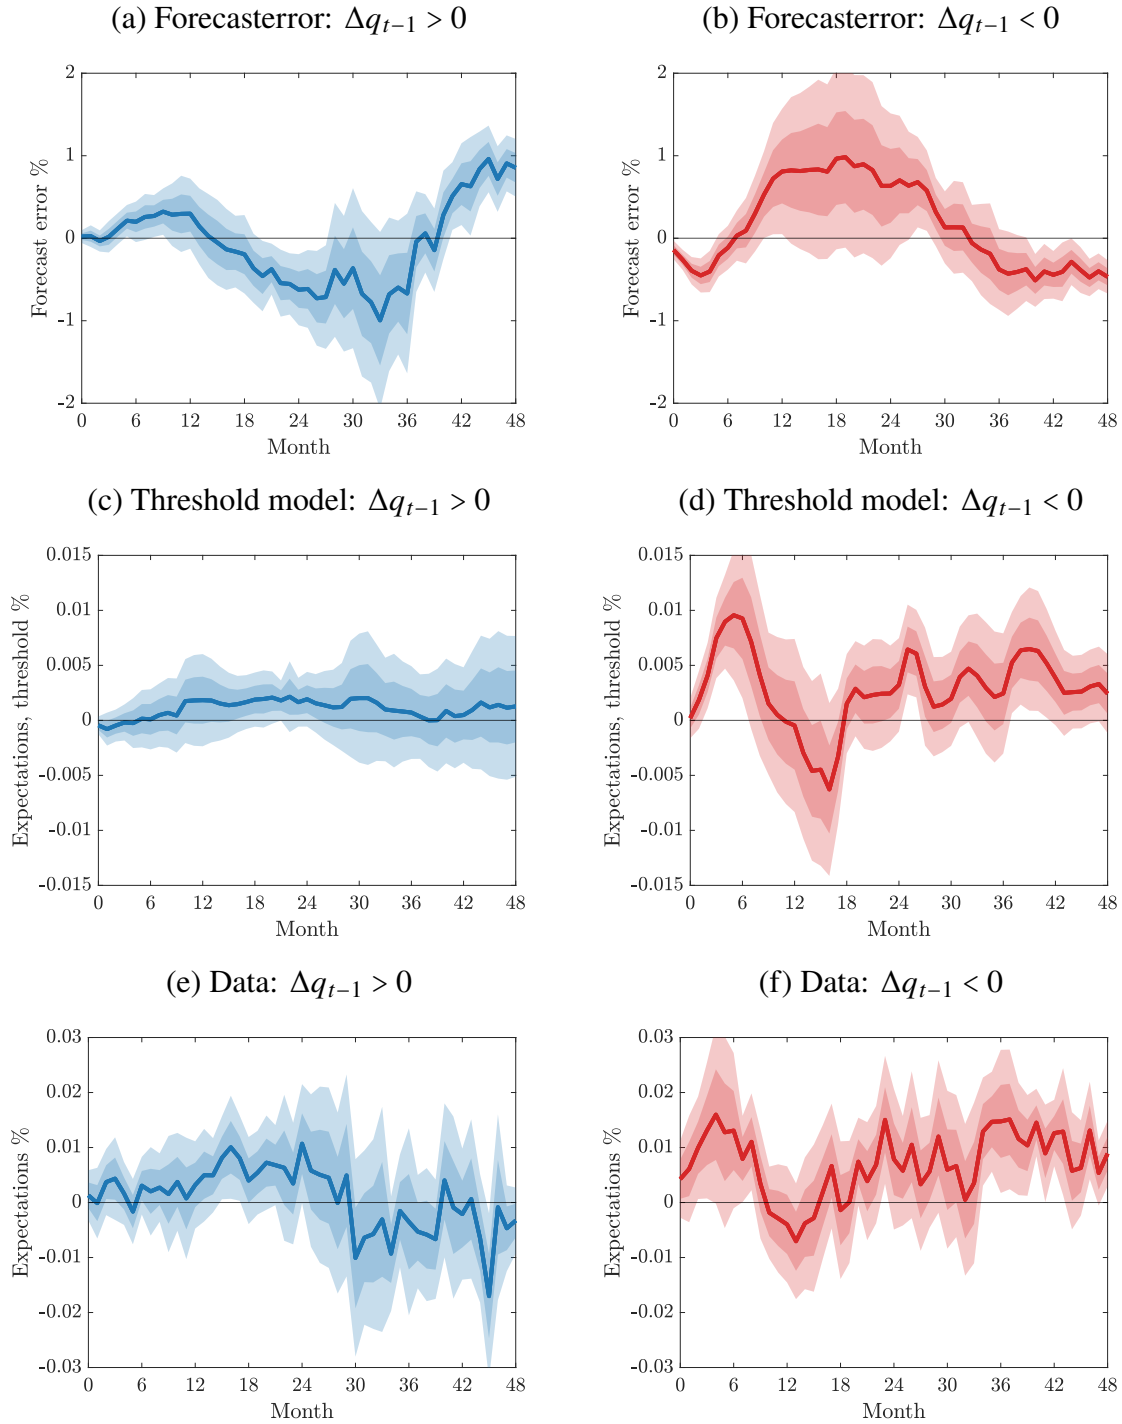 (a) Forecasterror: Δq_{t−1} > 0
(b) Forecasterror: Δq_{t−1} < 0
2
1
0
-1
-2
Forecast error %
0 6 12 18 24 30 36 42 48
Month
2
1
0
-1
-2
Forecast error %
0 6 12 18 24 30 36 42 48
Month
(c) Threshold model: Δq_{t−1} > 0
(d) Threshold model: Δq_{t−1} < 0
0.015
0.01
0.005
0
-0.005
-0.01
-0.015
Expectations, threshold %
0 6 12 18 24 30 36 42 48
Month
0.015
0.01
0.005
0
-0.005
-0.01
-0.015
Expectations, threshold %
0 6 12 18 24 30 36 42 48
Month
(e) Data: Δq_{t−1} > 0
(f) Data: Δq_{t−1} < 0
0.03
0.02
0.01
0
-0.01
-0.02
-0.03
Expectations %
0 6 12 18 24 30 36 42 48
Month
0.03
0.02
0.01
0
-0.01
-0.02
-0.03
Expectations %
0 6 12 18 24 30 36 42 48
Month